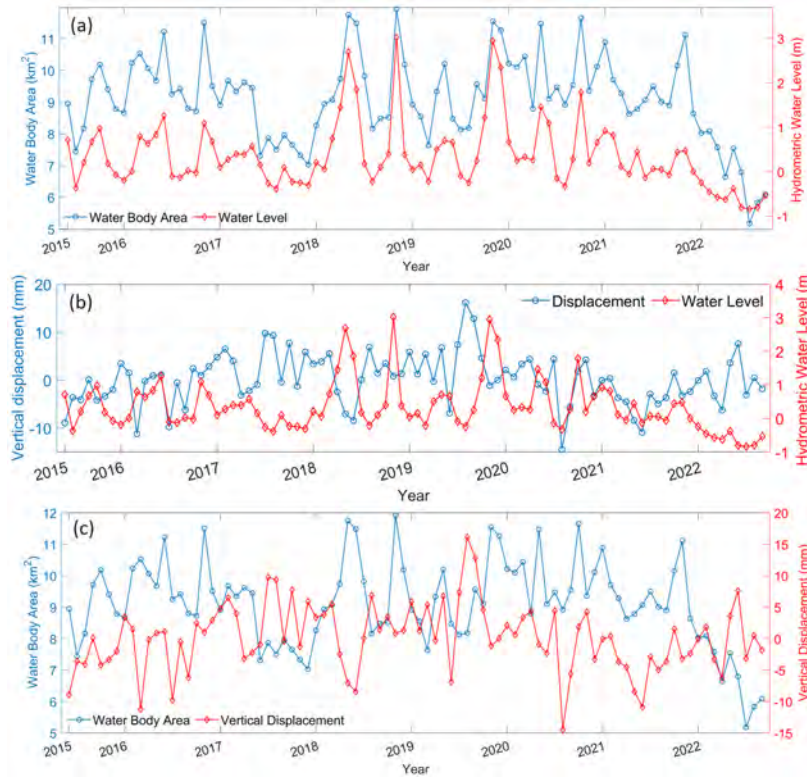 (a)
Water Body Area (km²)
11
10
9
8
7
6
5
3
2
1
0
-1
Hydrometric Water Level (m)
Water Body Area Water Level
2015 2016 2017 2018 2019 2020 2021 2022
Year
(b)
Vertical displacement (mm)
20
10
0
-10
4
3
2
1
0
-1
Hydrometric Water Level (m
Displacement Water Level
2015 2016 2017 2018 2019 2020 2021 2022
Year
(c)
Water Body Area (km²)
12
11
10
9
8
7
6
5
20
15
10
5
0
-5
-10
-15
Vertical Displacement (mm)
Water Body Area Vertical Displacement
2015 2016 2017 2018 2019 2020 2021 2022
Year